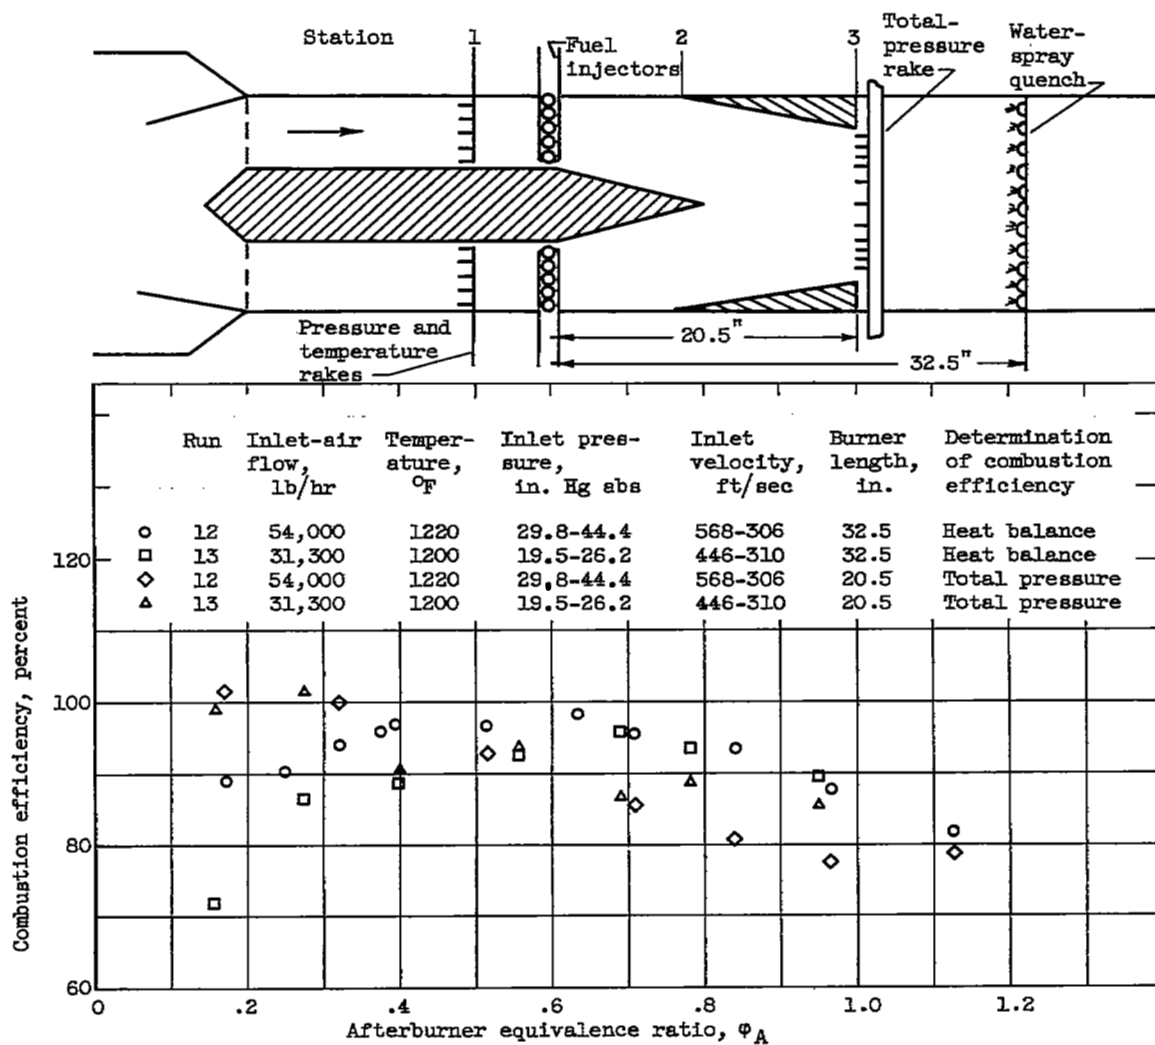 Station 1 Fuel injectors 2 3 Total-pressure rake Water-spray quench
Pressure and temperature rakes
20.5"
32.5"
Run Inlet-air flow, lb/hr Temper-ature, °F Inlet pres-sure, in. Hg abs Inlet velocity, ft/sec Burner length, in. Determination of combustion efficiency
○ 12 54,000 1220 29.8-44.4 568-306 32.5 Heat balance
□ 13 31,300 1200 19.5-26.2 446-310 32.5 Heat balance
◇ 12 54,000 1220 29.8-44.4 568-306 20.5 Total pressure
△ 13 31,300 1200 19.5-26.2 446-310 20.5 Total pressure
Combustion efficiency, percent
120
100
80
60
0 .2 .4 .6 .8 1.0 1.2
Afterburner equivalence ratio, φA